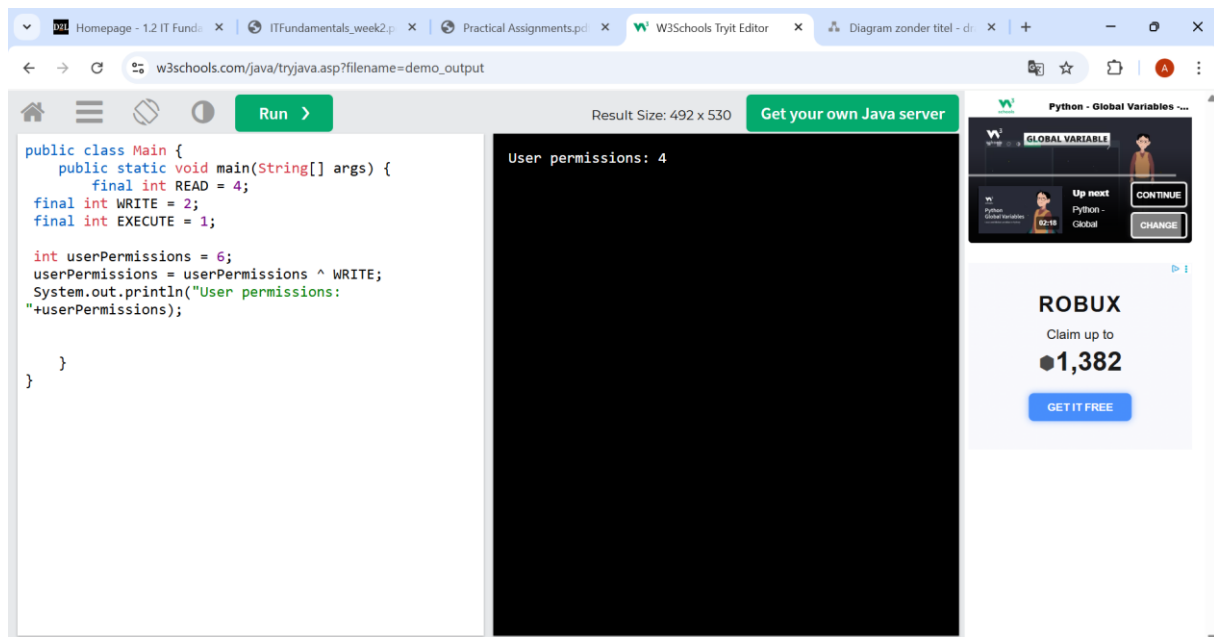 Homepage - 1.2 IT Funda
ITFundamentals_week2.p
Practical Assignments.pd
W3Schools Tryit Editor
Diagram zonder titel - dr
w3schools.com/java/tryjava.asp?filename=demo_output
A
Run ❯
Result Size: 492 x 530
Get your own Java server
public class Main {
    public static void main(String[] args) {
        final int READ = 4;
 final int WRITE = 2;
 final int EXECUTE = 1;
 int userPermissions = 6;
 userPermissions = userPermissions ^ WRITE;
 System.out.println("User permissions:
"+userPermissions);
    }
}
User permissions: 4
Python - Global Variables -...
GLOBAL VARIABLE
Up next
Python -
Global
02:18
CONTINUE
CHANGE
ROBUX
Claim up to
1,382
GET IT FREE